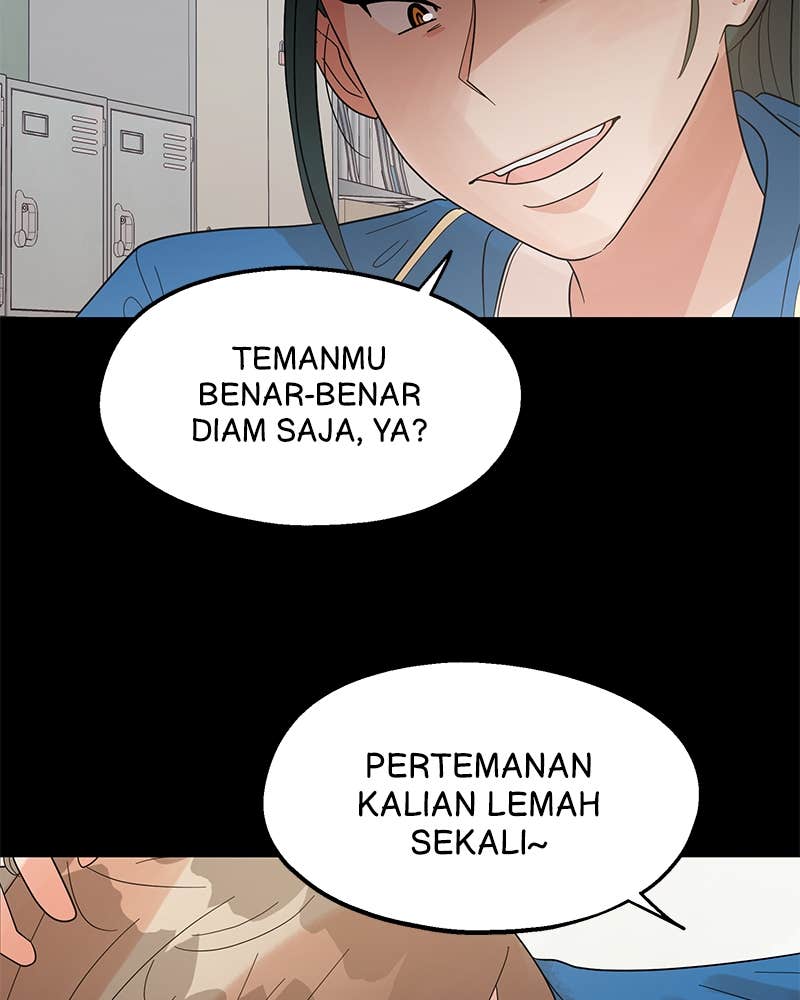 TEMANMU
BENAR-BENAR
DIAM SAJA, YA?
PERTEMANAN
KALIAN LEMAH
SEKALI~